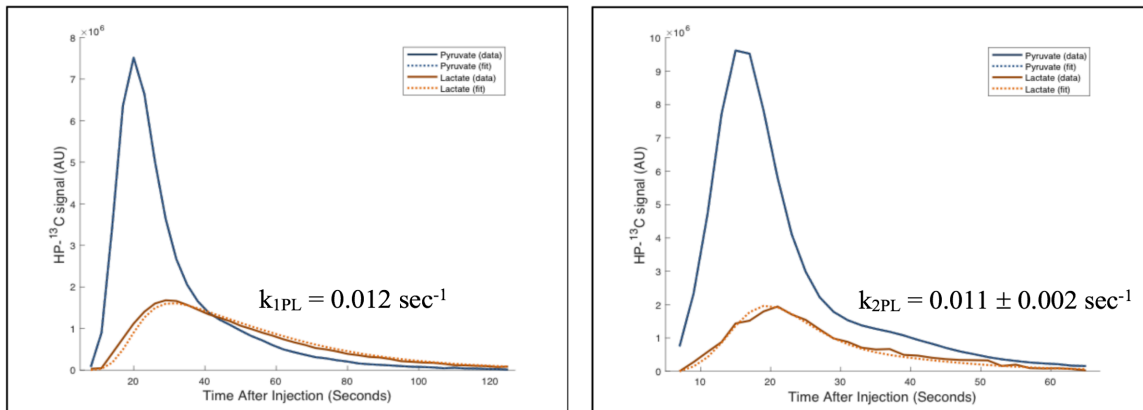 ×10⁶
8
7
6
5
4
3
2
1
0
HP-¹³C signal (AU)
20
40
60
80
100
120
Time After Injection (Seconds)
Pyruvate (data)
Pyruvate (fit)
Lactate (data)
Lactate (fit)
k₁PL = 0.012 sec⁻¹
×10⁶
10
9
8
7
6
5
4
3
2
1
0
HP-¹³C signal (AU)
10
20
30
40
50
60
Time After Injection (Seconds)
Pyruvate (data)
Pyruvate (fit)
Lactate (data)
Lactate (fit)
k₂PL = 0.011 ± 0.002 sec⁻¹